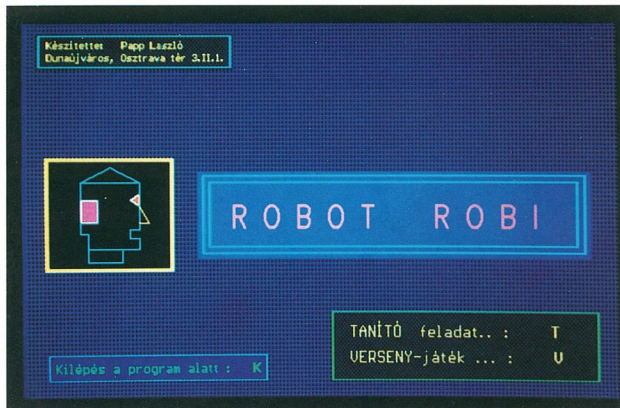 Készítette: Papp László
Dunaújváros, Osztrava tér 3.II.1.
ROBOT ROBI
TANÍTÓ feladat.. : T
VERSENY-játék ... : V
Kilépés a program alatt : K